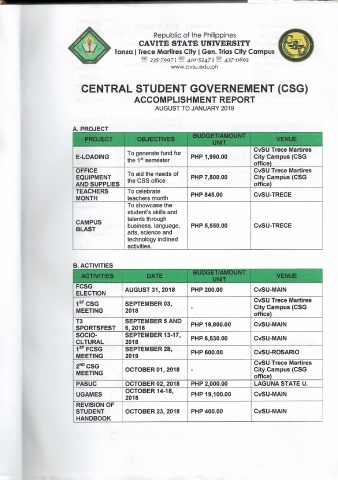 Republic of the Philippines
CAVITE STATE UNIVERSITY
Tanza | Trece Martires City | Gen. Trias City Campus
☏ 235-7997 | ☏ 410-5247 | ☏ 437-0693
www.cvsu.edu.ph
CENTRAL STUDENT GOVERNEMENT (CSG)
ACCOMPLISHMENT REPORT
AUGUST TO JANUARY 2019
A. PROJECT
PROJECT OBJECTIVES BUDGET/AMOUNT UNIT VENUE
E-LOADING To generate fund for the 1ST semester PHP 1,990.00 CvSU Trece Martires City Campus (CSG office)
OFFICE EQUIPMENT AND SUPPLIES To aid the needs of the CSS office PHP 7,800.00 CvSU Trece Martires City Campus (CSG office)
TEACHERS MONTH To celebrate teachers month PHP 845.00 CvSU-TRECE
CAMPUS BLAST To showcase the student's skills and talents through business, language, arts, science and technology inclined activities. PHP 5,550.00 CvSU-TRECE
B. ACTIVITIES
ACTIVITIES DATE BUDGET/AMOUNT UNIT VENUE
FCSG ELECTION AUGUST 31, 2018 PHP 200.00 CvSU-MAIN
1ST CSG MEETING SEPTEMBER 03, 2018 - CvSU Trece Martires City Campus (CSG office)
T3 SPORTSFEST SEPTEMBER 5 AND 6, 2018 PHP 19,800.00 CvSU-MAIN
SOCIO-CLTURAL SEPTEMBER 13-17, 2018 PHP 6,530.00 CvSU-MAIN
1ST FCSG MEETING SEPTEMBER 28, 2019 PHP 600.00 CvSU-ROSARIO
2ND CSG MEETING OCTOBER 01, 2018 - CvSU Trece Martires City Campus (CSG office)
PASUC OCTOBER 02, 2018 PHP 2,000.00 LAGUNA STATE U.
UGAMES OCTOBER 14-18, 2018 PHP 19,100.00 CvSU-MAIN
REVISION OF STUDENT HANDBOOK OCTOBER 23, 2018 PHP 400.00 CvSU-MAIN